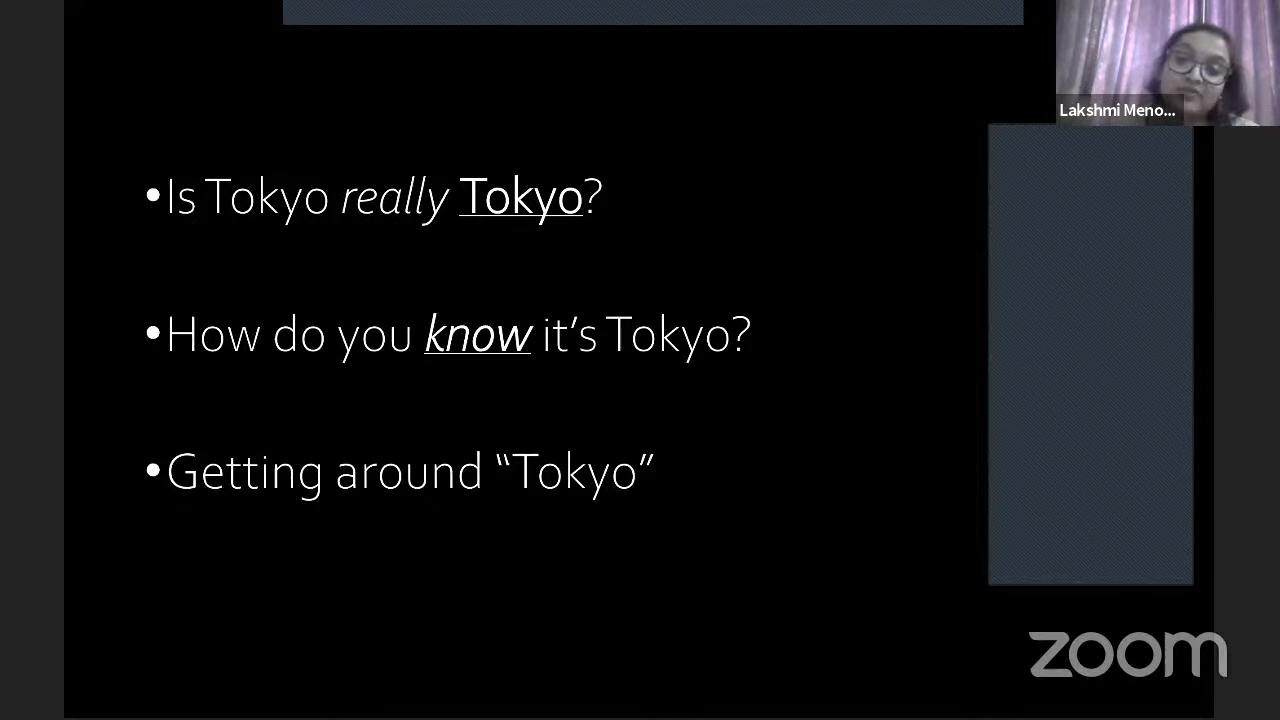 Lakshmi Meno...
•Is Tokyo really Tokyo?
•How do you know it’s Tokyo?
•Getting around “Tokyo”
zoom